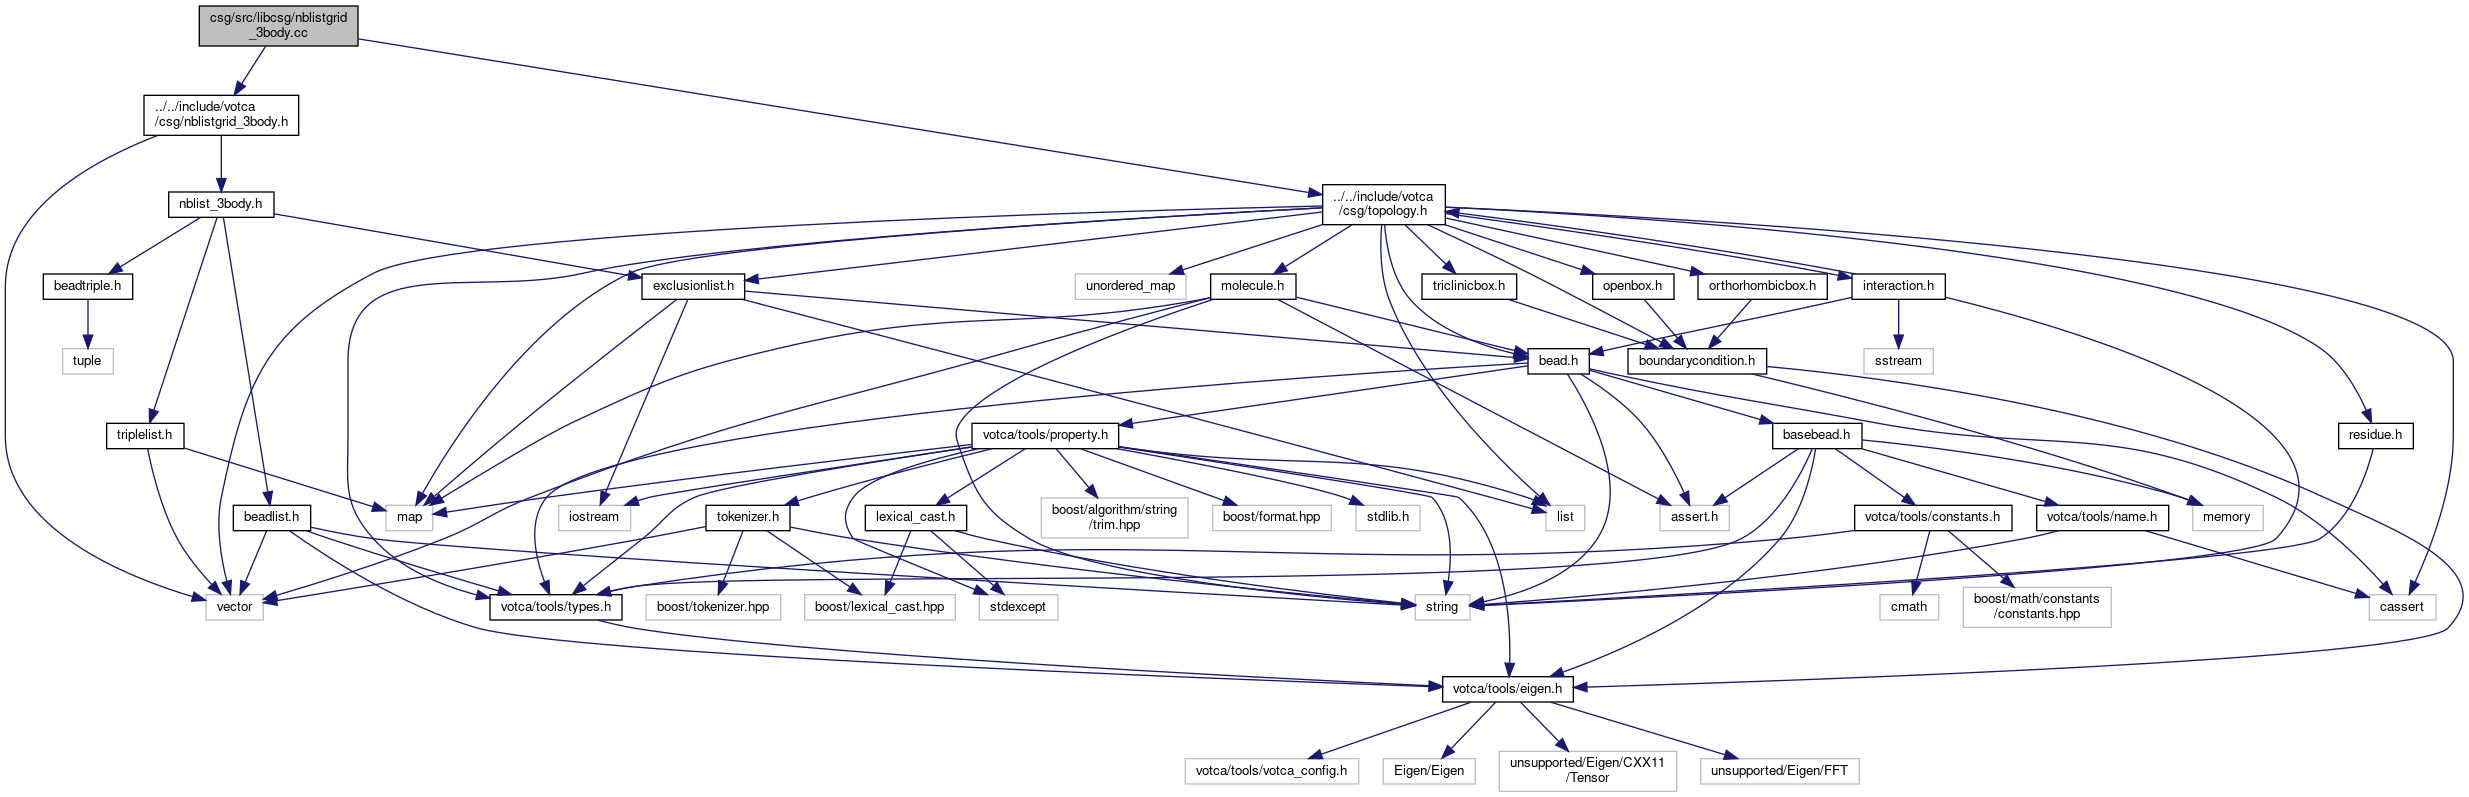 csg/src/libcsg/nblistgrid
_3body.cc
../../include/votca
/csg/nblistgrid_3body.h
nblist_3body.h
../../include/votca
/csg/topology.h
beadtriple.h
exclusionlist.h
unordered_map
molecule.h
triclinicbox.h
openbox.h
orthorhombicbox.h
interaction.h
tuple
bead.h
boundarycondition.h
sstream
triplelist.h
votca/tools/property.h
basebead.h
residue.h
beadlist.h
map
iostream
tokenizer.h
lexical_cast.h
boost/algorithm/string
/trim.hpp
boost/format.hpp
stdlib.h
list
assert.h
votca/tools/constants.h
votca/tools/name.h
memory
vector
votca/tools/types.h
boost/tokenizer.hpp
boost/lexical_cast.hpp
stdexcept
string
cmath
boost/math/constants
/constants.hpp
cassert
votca/tools/eigen.h
votca/tools/votca_config.h
Eigen/Eigen
unsupported/Eigen/CXX11
/Tensor
unsupported/Eigen/FFT